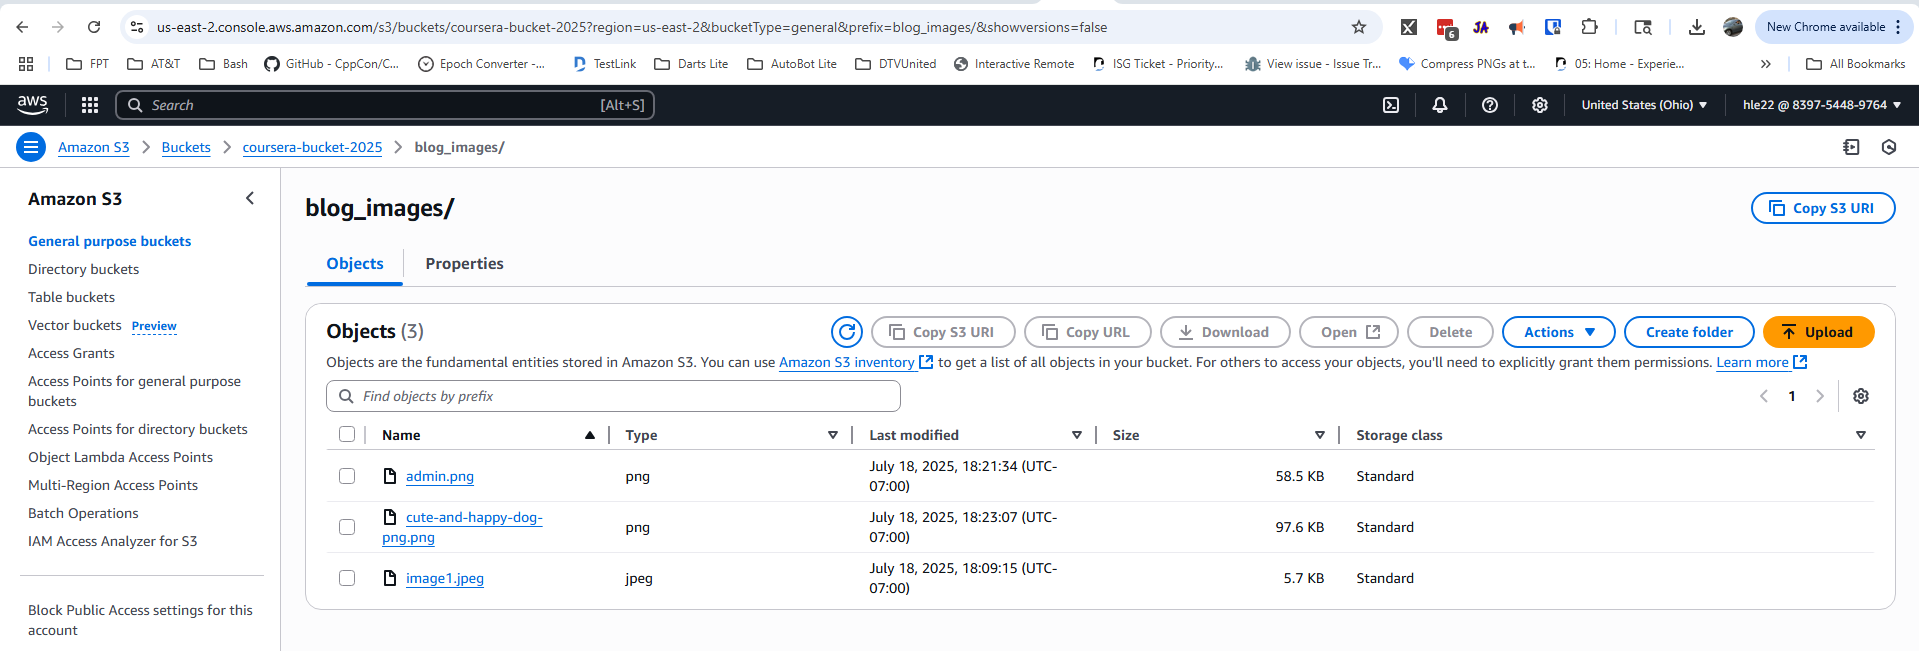 us-east-2.console.aws.amazon.com/s3/buckets/coursera-bucket-2025?region=us-east-2&bucketType=general&prefix=blog_images/&showversions=false
6
JA
New Chrome available
FPT
AT&T
Bash
GitHub - CppCon/C...
Epoch Converter -...
TestLink
Darts Lite
AutoBot Lite
DTVUnited
Interactive Remote
ISG Ticket - Priority...
View issue - Issue Tr...
Compress PNGs at t...
05: Home - Experie...
All Bookmarks
aws
Search
[Alt+S]
United States (Ohio)
hle22 @ 8397-5448-9764
Amazon S3
Buckets
coursera-bucket-2025
blog_images/
Amazon S3
General purpose buckets
Directory buckets
Table buckets
Vector buckets Preview
Access Grants
Access Points for general purpose
buckets
Access Points for directory buckets
Object Lambda Access Points
Multi-Region Access Points
Batch Operations
IAM Access Analyzer for S3
Block Public Access settings for this
account
blog_images/
Copy S3 URI
Objects
Properties
Objects (3)
Copy S3 URI
Copy URL
Download
Open
Delete
Actions
Create folder
Upload
Objects are the fundamental entities stored in Amazon S3. You can use Amazon S3 inventory to get a list of all objects in your bucket. For others to access your objects, you'll need to explicitly grant them permissions. Learn more
Find objects by prefix
1
Name
Type
Last modified
Size
Storage class
admin.png
png
July 18, 2025, 18:21:34 (UTC-
07:00)
58.5 KB
Standard
cute-and-happy-dog-
png.png
png
July 18, 2025, 18:23:07 (UTC-
07:00)
97.6 KB
Standard
image1.jpeg
jpeg
July 18, 2025, 18:09:15 (UTC-
07:00)
5.7 KB
Standard